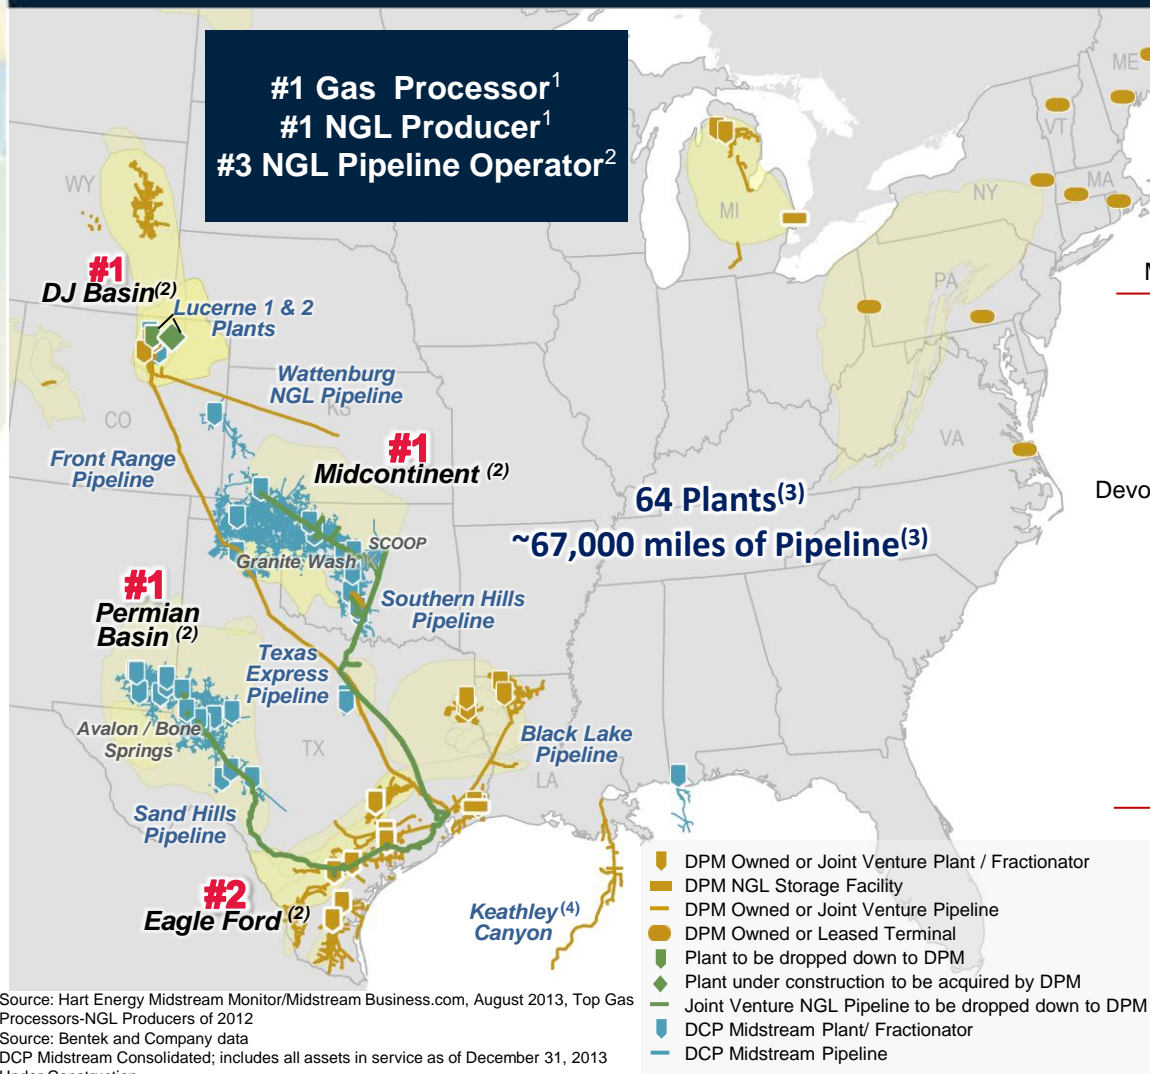 #1 Gas Processor1
#1 NGL Producer1
#3 NGL Pipeline Operator2
ME
VT
MA
NY
MI
WY
PA
#1
DJ Basin(2)
Lucerne 1 & 2
Plants
Wattenburg
NGL Pipeline
KS
CO
VA
Front Range
Pipeline
#1
Midcontinent (2)
64 Plants(3)
~67,000 miles of Pipeline(3)
Devo
SCOOP
Granite Wash
#1
Permian
Basin (2)
Southern Hills
Pipeline
Texas
Express
Pipeline
Avalon / Bone
Springs
TX
Black Lake
Pipeline
LA
Sand Hills
Pipeline
#2
Eagle Ford (2)
Keathley(4)
Canyon
DPM Owned or Joint Venture Plant / Fractionator
DPM NGL Storage Facility
DPM Owned or Joint Venture Pipeline
DPM Owned or Leased Terminal
Plant to be dropped down to DPM
Plant under construction to be acquired by DPM
Joint Venture NGL Pipeline to be dropped down to DPM
DCP Midstream Plant/ Fractionator
DCP Midstream Pipeline
Source: Hart Energy Midstream Monitor/Midstream Business.com, August 2013, Top Gas
Processors-NGL Producers of 2012
Source: Bentek and Company data
DCP Midstream Consolidated; includes all assets in service as of December 31, 2013
Under Construction